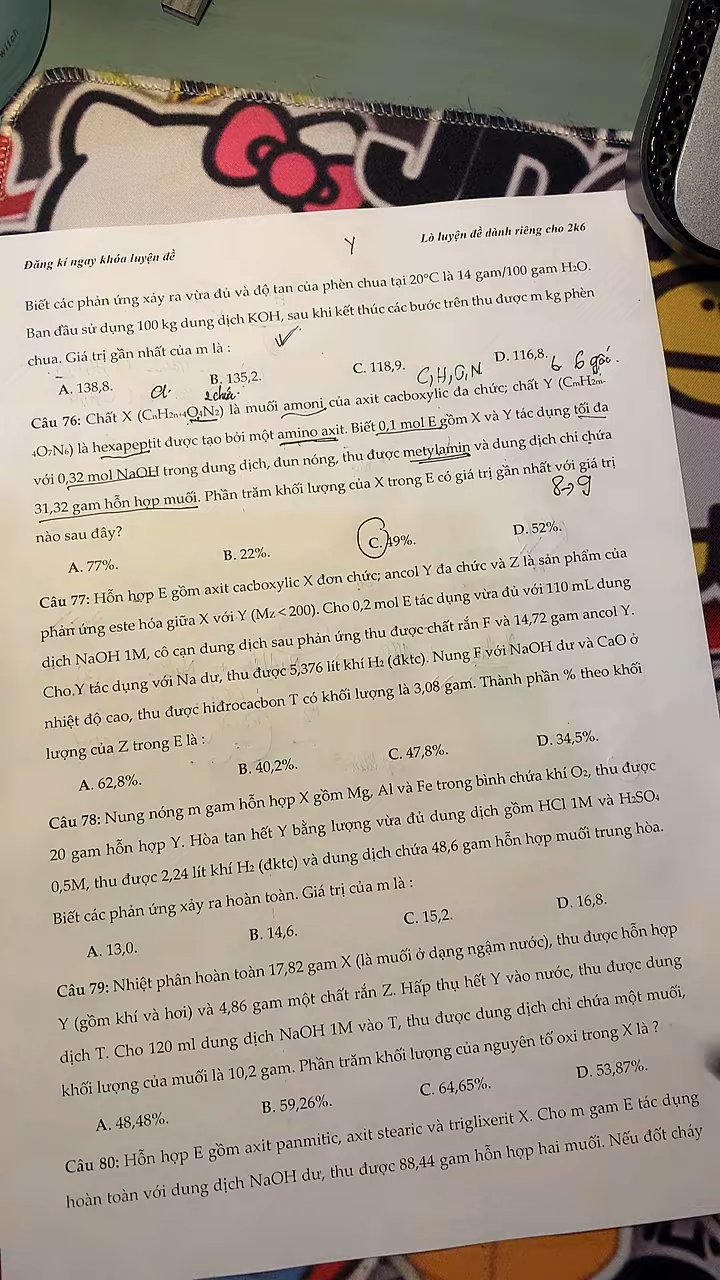 witch
Đăng kí ngay khóa luyện đề
Y
Lò luyện đề dành riêng cho 2k6
Biết các phản ứng xảy ra vừa đủ và độ tan của phèn chua tại 20°C là 14 gam/100 gam H₂O.
Ban đầu sử dụng 100 kg dung dịch KOH, sau khi kết thúc các bước trên thu được m kg phèn
chua. Giá trị gần nhất của m là :
A. 138,8. B. 135,2. C. 118,9. D. 116,8.
2 chức C,H,O,N 6 6 gốc.
Câu 76: Chất X (CₙH₂ₙ₊₄O₄N₂) là muối amoni của axit cacboxylic đa chức; chất Y (CₘH₂ₘ₋
₄O₇N₆) là hexapeptit được tạo bởi một amino axit. Biết 0,1 mol E gồm X và Y tác dụng tối đa
với 0,32 mol NaOH trong dung dịch, đun nóng, thu được metylamin và dung dịch chỉ chứa
31,32 gam hỗn hợp muối. Phần trăm khối lượng của X trong E có giá trị gần nhất với giá trị
8→9
nào sau đây?
A. 77%. B. 22%. C. 49%. D. 52%.
Câu 77: Hỗn hợp E gồm axit cacboxylic X đơn chức; ancol Y đa chức và Z là sản phẩm của
phản ứng este hóa giữa X với Y (Mz < 200). Cho 0,2 mol E tác dụng vừa đủ với 110 mL dung
dịch NaOH 1M, cô cạn dung dịch sau phản ứng thu được chất rắn F và 14,72 gam ancol Y.
Cho Y tác dụng với Na dư, thu được 5,376 lít khí H₂ (đktc). Nung F với NaOH dư và CaO ở
nhiệt độ cao, thu được hiđrocacbon T có khối lượng là 3,08 gam. Thành phần % theo khối
lượng của Z trong E là :
A. 62,8%. B. 40,2%. C. 47,8%. D. 34,5%.
Câu 78: Nung nóng m gam hỗn hợp X gồm Mg, Al và Fe trong bình chứa khí O₂, thu được
20 gam hỗn hợp Y. Hòa tan hết Y bằng lượng vừa đủ dung dịch gồm HCl 1M và H₂SO₄
0,5M, thu được 2,24 lít khí H₂ (đktc) và dung dịch chứa 48,6 gam hỗn hợp muối trung hòa.
Biết các phản ứng xảy ra hoàn toàn. Giá trị của m là :
A. 13,0. B. 14,6. C. 15,2. D. 16,8.
Câu 79: Nhiệt phân hoàn toàn 17,82 gam X (là muối ở dạng ngậm nước), thu được hỗn hợp
Y (gồm khí và hơi) và 4,86 gam một chất rắn Z. Hấp thụ hết Y vào nước, thu được dung
dịch T. Cho 120 ml dung dịch NaOH 1M vào T, thu được dung dịch chỉ chứa một muối,
khối lượng của muối là 10,2 gam. Phần trăm khối lượng của nguyên tố oxi trong X là ?
A. 48,48%. B. 59,26%. C. 64,65%. D. 53,87%.
Câu 80: Hỗn hợp E gồm axit panmitic, axit stearic và triglixerit X. Cho m gam E tác dụng
hoàn toàn với dung dịch NaOH dư, thu được 88,44 gam hỗn hợp hai muối. Nếu đốt cháy